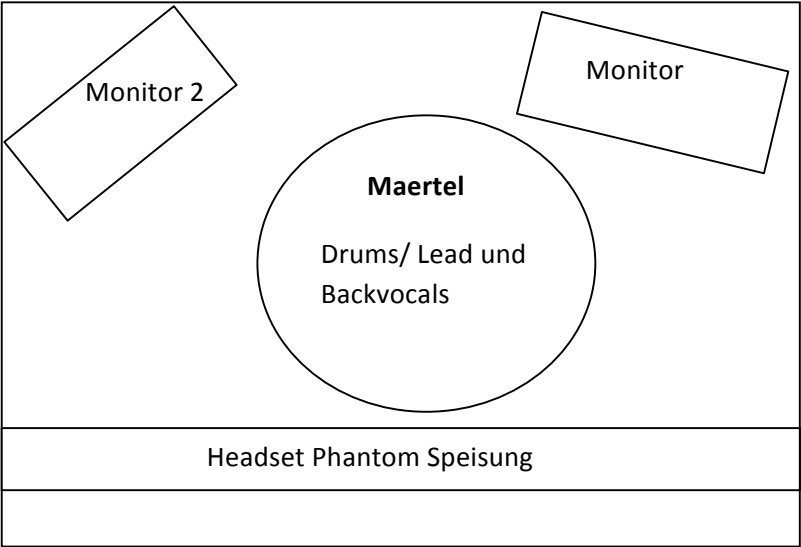 Monitor 2
Monitor
Maertel
Drums/ Lead und
Backvocals
Headset Phantom Speisung